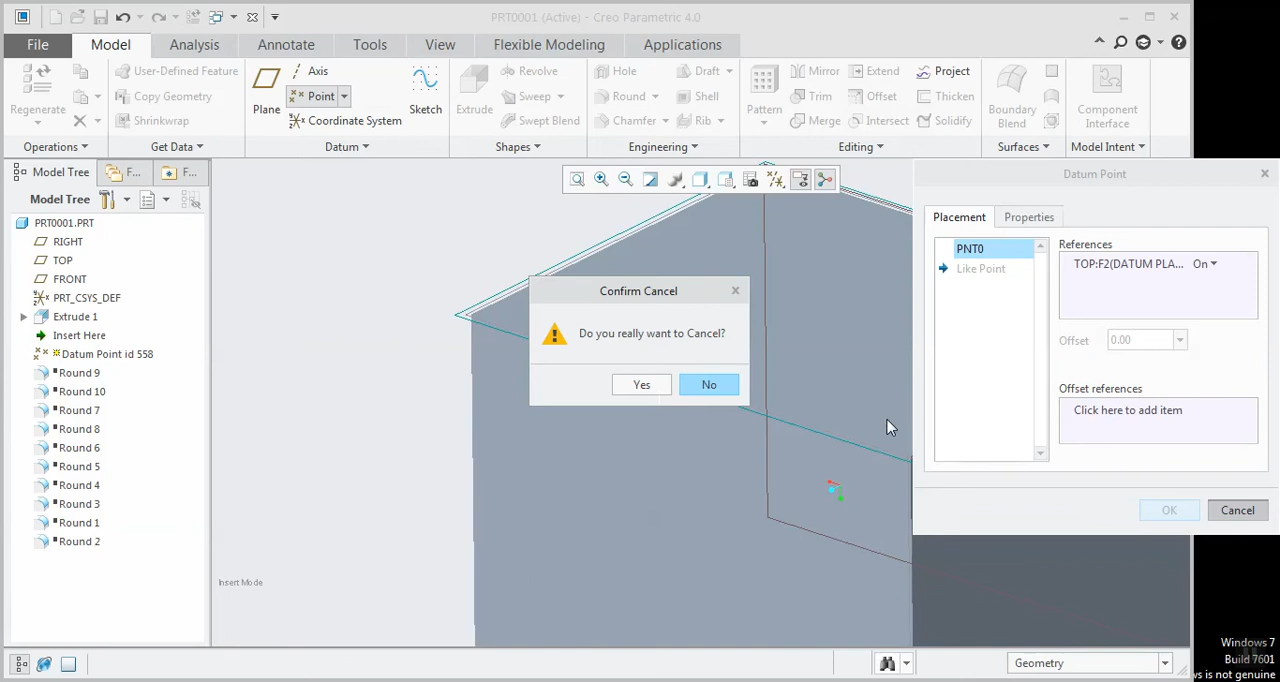 PRT0001 (Active) - Creo Parametric 4.0
File
Model
Analysis
Annotate
Tools
View
Flexible Modeling
Applications
Regenerate
User-Defined Feature
Copy Geometry
Shrinkwrap
Plane
Axis
Point
Coordinate System
Sketch
Extrude
Revolve
Sweep
Swept Blend
Hole
Round
Chamfer
Draft
Shell
Rib
Pattern
Mirror
Trim
Merge
Extend
Offset
Intersect
Project
Thicken
Solidify
Boundary
Blend
Component
Interface
Operations
Get Data
Datum
Shapes
Engineering
Editing
Surfaces
Model Intent
Model Tree
F...
F...
Model Tree
PRT0001.PRT
RIGHT
TOP
FRONT
PRT_CSYS_DEF
Extrude 1
Insert Here
Datum Point id 558
Round 9
Round 10
Round 7
Round 8
Round 6
Round 5
Round 4
Round 3
Round 1
Round 2
Insert Mode
Confirm Cancel
Do you really want to Cancel?
Yes
No
Datum Point
Placement
Properties
PNT0
Like Point
References
TOP:F2(DATUM PLA...
On
Offset
0.00
Offset references
Click here to add item
OK
Cancel
Geometry
Windows 7
Build 7601
ws is not genuine